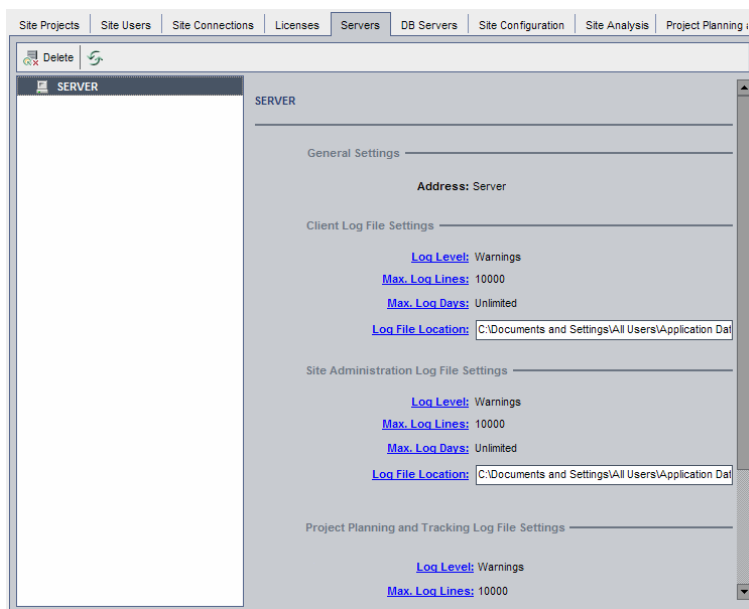 Site Projects Site Users Site Connections Licenses Servers DB Servers Site Configuration Site Analysis Project Planning
Delete
SERVER
SERVER
General Settings
Address: Server
Client Log File Settings
Log Level: Warnings
Max. Log Lines: 10000
Max. Log Days: Unlimited
Log File Location: C:\Documents and Settings\All Users\Application Dat
Site Administration Log File Settings
Log Level: Warnings
Max. Log Lines: 10000
Max. Log Days: Unlimited
Log File Location: C:\Documents and Settings\All Users\Application Dat
Project Planning and Tracking Log File Settings
Log Level: Warnings
Max. Log Lines: 10000